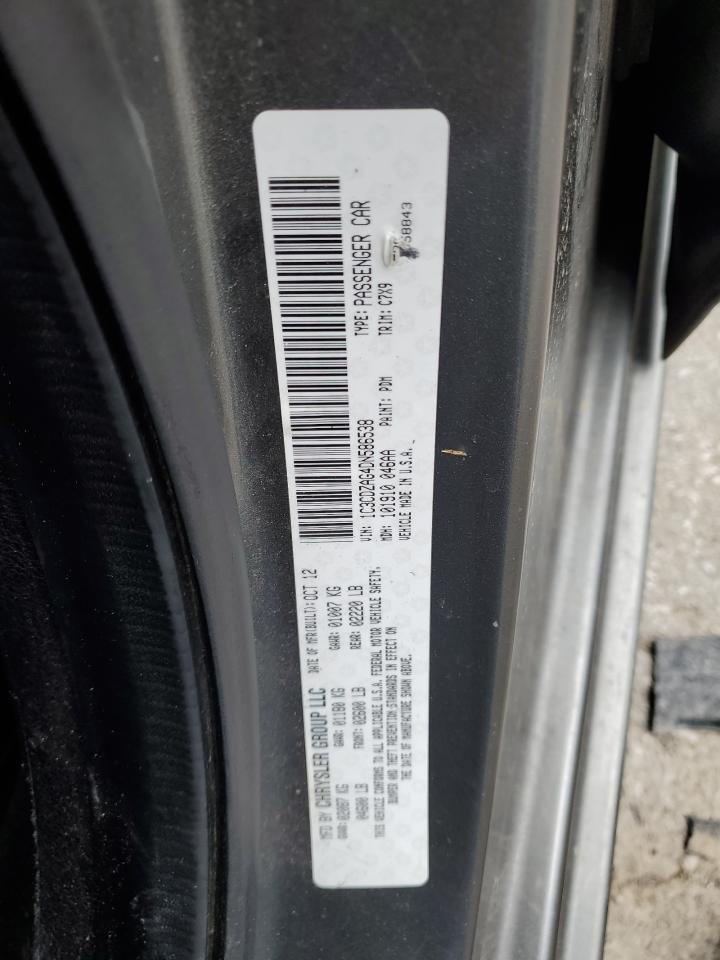 MFD BY CHRYSLER GROUP LLC DATE OF MFR(BUILT): OCT 12
GVWR: 02087 KG GAWR: 01180 KG GAWR: 01007 KG
04600 LB FRONT: 02600 LB REAR: 02220 LB
THIS VEHICLE CONFORMS TO ALL APPLICABLE U.S.A. FEDERAL MOTOR VEHICLE SAFETY,
BUMPER AND THEFT PREVENTION STANDARDS IN EFFECT ON
THE DATE OF MANUFACTURE SHOWN ABOVE.
VIN: 1C3CDZAG4DN586538 TYPE: PASSENGER CAR
MDH: 101910 046AA PAINT: PDM TRIM: C7X9
VEHICLE MADE IN U.S.A.